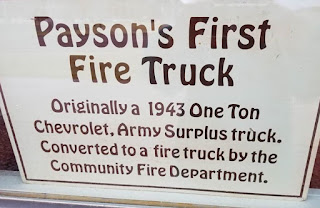 Payson's First
Fire Truck
Originally a 1943 One Ton
Chevrolet, Army Surplus truck.
Converted to a fire truck by the
Community Fire Department.